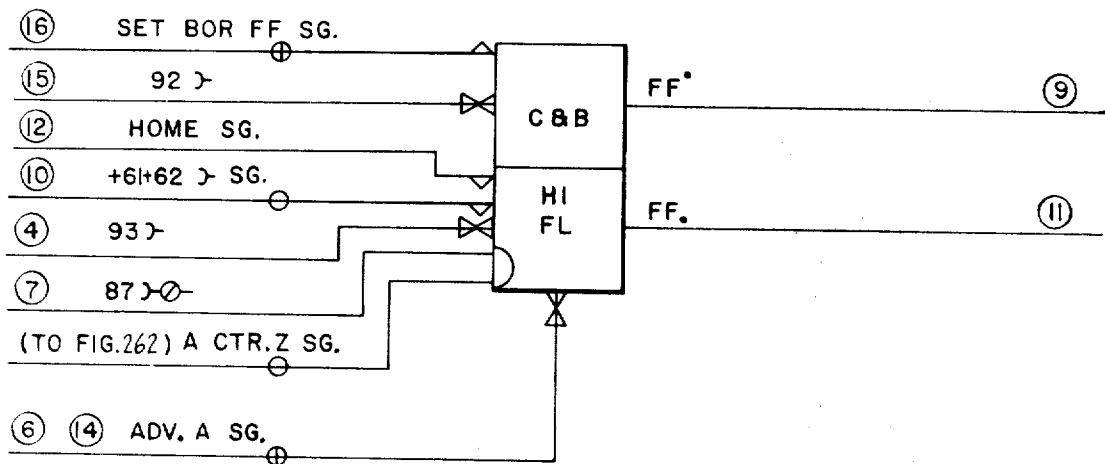 16 SET BOR FF SG.
15 92 >-
C & B
FF• 9
12 HOME SG.
10 +61+62 >- SG.
HI
FL
FF. 11
4 93 >-
7 87 >-
(TO FIG.262) A CTR.Z SG.
6 14 ADV. A SG.